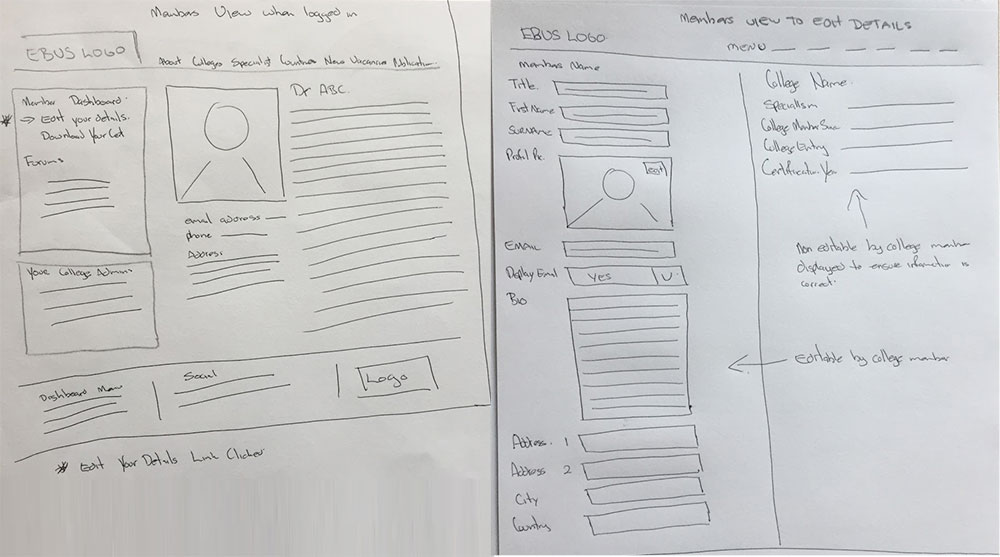 Members View when logged in
EBUS LOGO
About Colleges Specialist Countries News Vacancies Notification
Member Dashboard.
* → Edit your details.
Download Your Cert
Forums
Your College Admins
email address
phone
Address
Dr ABC.
Dashboard Menu
Social
Logo
* Edit Your Details Link Clicked
Members view to edit DETAILS
EBUS LOGO.
menu
Members Name
Title.
First Name
Surname
Profil Pic.
edit
EMAIL
Display Email
Yes
Bio
Address. 1
Address 2
City
Country
College Name.
Specialism
College Member Since
College Entry
Certification Year
Non editable by college member
displayed to ensure information is
correct.
Editable by college member